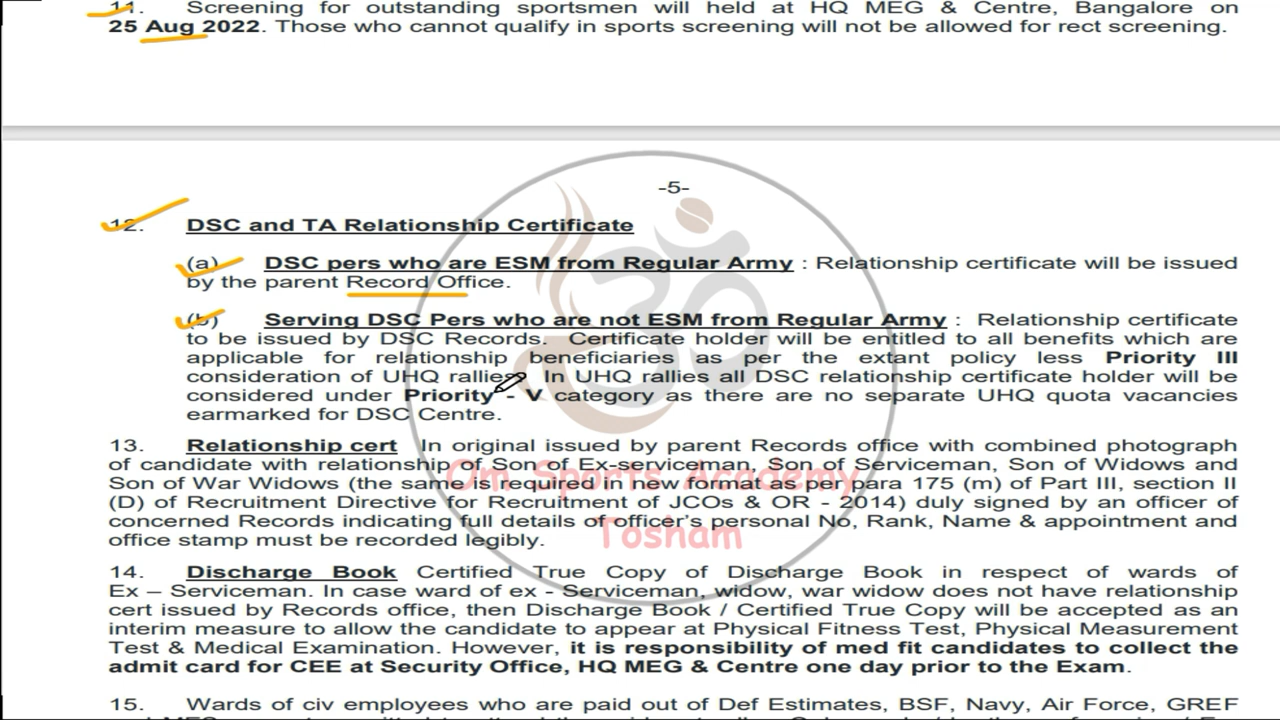 11. Screening for outstanding sportsmen will held at HQ MEG & Centre, Bangalore on
25 Aug 2022. Those who cannot qualify in sports screening will not be allowed for rect screening.
-5-
12. DSC and TA Relationship Certificate
(a) DSC pers who are ESM from Regular Army : Relationship certificate will be issued
by the parent Record Office.
(b) Serving DSC Pers who are not ESM from Regular Army : Relationship certificate
to be issued by DSC Records. Certificate holder will be entitled to all benefits which are
applicable for relationship beneficiaries as per the extant policy less Priority III
consideration of UHQ rallies. In UHQ rallies all DSC relationship certificate holder will be
considered under Priority - V category as there are no separate UHQ quota vacancies
earmarked for DSC Centre.
13. Relationship cert In original issued by parent Records office with combined photograph
of candidate with relationship of Son of Ex-serviceman, Son of Serviceman, Son of Widows and
Son of War Widows (the same is required in new format as per para 175 (m) of Part III, section II
(D) of Recruitment Directive for Recruitment of JCOs & OR - 2014) duly signed by an officer of
concerned Records indicating full details of officer's personal No, Rank, Name & appointment and
office stamp must be recorded legibly.
Om Sports Academy
Tosham
14. Discharge Book Certified True Copy of Discharge Book in respect of wards of
Ex – Serviceman. In case ward of ex - Serviceman, widow, war widow does not have relationship
cert issued by Records office, then Discharge Book / Certified True Copy will be accepted as an
interim measure to allow the candidate to appear at Physical Fitness Test, Physical Measurement
Test & Medical Examination. However, it is responsibility of med fit candidates to collect the
admit card for CEE at Security Office, HQ MEG & Centre one day prior to the Exam.
15. Wards of civ employees who are paid out of Def Estimates, BSF, Navy, Air Force, GREF